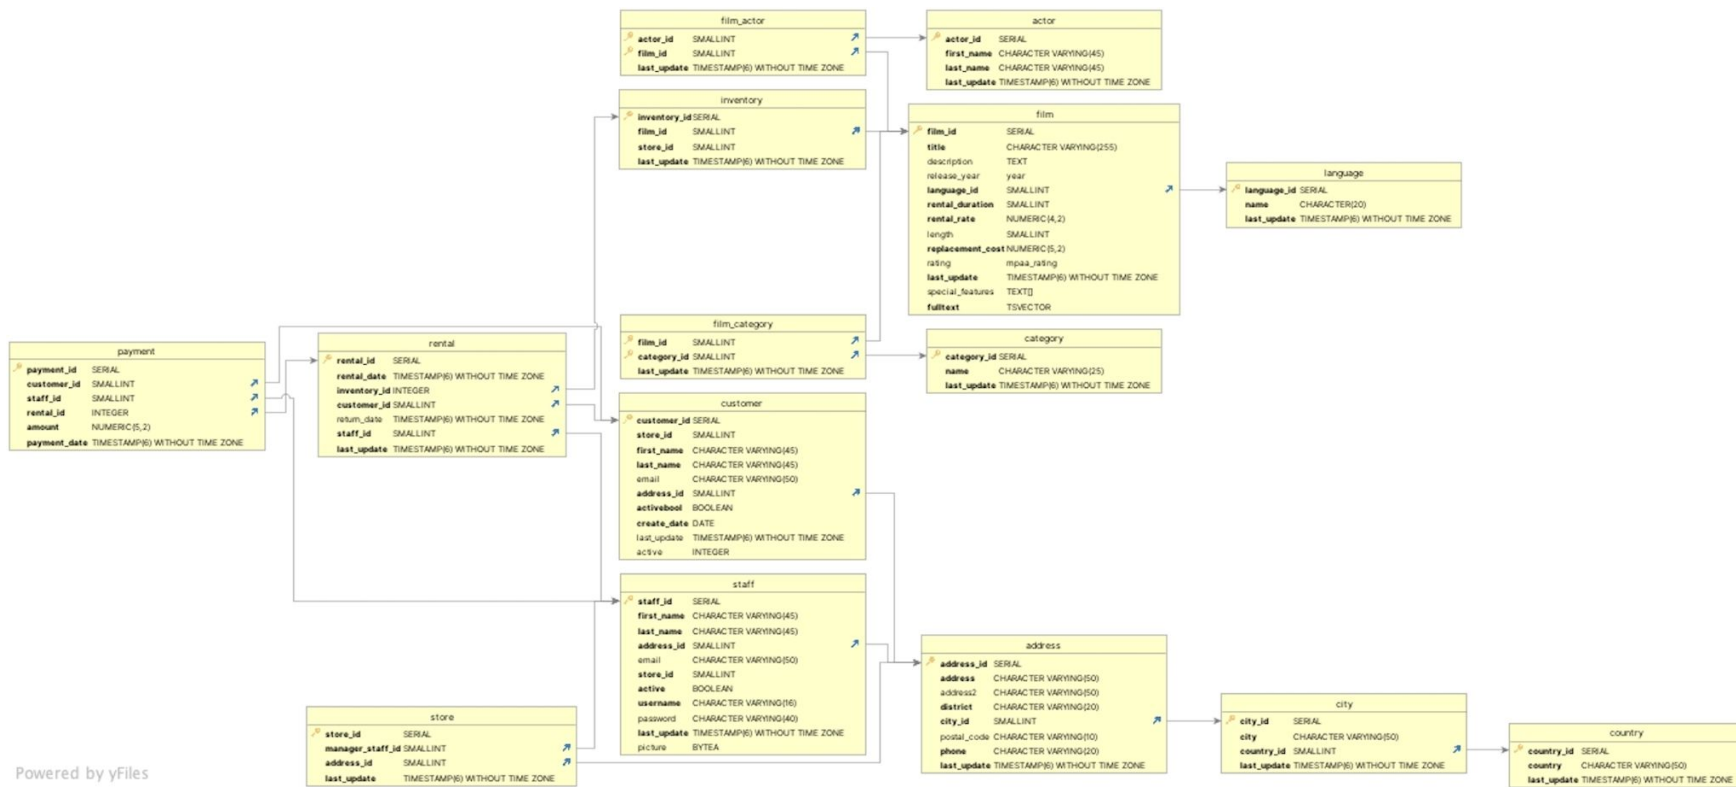 film_actor
actor_id SMALLINT
film_id SMALLINT
last_update TIMESTAMP(6) WITHOUT TIME ZONE
actor
actor_id SERIAL
first_name CHARACTER VARYING(45)
last_name CHARACTER VARYING(45)
last_update TIMESTAMP(6) WITHOUT TIME ZONE
inventory
inventory_id SERIAL
film_id SMALLINT
store_id SMALLINT
last_update TIMESTAMP(6) WITHOUT TIME ZONE
film
film_id SERIAL
title CHARACTER VARYING(255)
description TEXT
release_year year
language_id SMALLINT
rental_duration SMALLINT
rental_rate NUMERIC(4,2)
length SMALLINT
replacement_cost NUMERIC(5,2)
rating mpaa_rating
last_update TIMESTAMP(6) WITHOUT TIME ZONE
special_features TEXT[]
fulltext TSVECTOR
language
language_id SERIAL
name CHARACTER(20)
last_update TIMESTAMP(6) WITHOUT TIME ZONE
film_category
film_id SMALLINT
category_id SMALLINT
last_update TIMESTAMP(6) WITHOUT TIME ZONE
category
category_id SERIAL
name CHARACTER VARYING(25)
last_update TIMESTAMP(6) WITHOUT TIME ZONE
payment
payment_id SERIAL
customer_id SMALLINT
staff_id SMALLINT
rental_id INTEGER
amount NUMERIC(5,2)
payment_date TIMESTAMP(6) WITHOUT TIME ZONE
rental
rental_id SERIAL
rental_date TIMESTAMP(6) WITHOUT TIME ZONE
inventory_id INTEGER
customer_id SMALLINT
return_date TIMESTAMP(6) WITHOUT TIME ZONE
staff_id SMALLINT
last_update TIMESTAMP(6) WITHOUT TIME ZONE
customer
customer_id SERIAL
store_id SMALLINT
first_name CHARACTER VARYING(45)
last_name CHARACTER VARYING(45)
email CHARACTER VARYING(50)
address_id SMALLINT
activebool BOOLEAN
create_date DATE
last_update TIMESTAMP(6) WITHOUT TIME ZONE
active INTEGER
staff
staff_id SERIAL
first_name CHARACTER VARYING(45)
last_name CHARACTER VARYING(45)
address_id SMALLINT
email CHARACTER VARYING(50)
store_id SMALLINT
active BOOLEAN
username CHARACTER VARYING(16)
password CHARACTER VARYING(40)
last_update TIMESTAMP(6) WITHOUT TIME ZONE
picture BYTEA
store
store_id SERIAL
manager_staff_id SMALLINT
address_id SMALLINT
last_update TIMESTAMP(6) WITHOUT TIME ZONE
address
address_id SERIAL
address CHARACTER VARYING(50)
address2 CHARACTER VARYING(50)
district CHARACTER VARYING(20)
city_id SMALLINT
postal_code CHARACTER VARYING(10)
phone CHARACTER VARYING(20)
last_update TIMESTAMP(6) WITHOUT TIME ZONE
city
city_id SERIAL
city CHARACTER VARYING(50)
country_id SMALLINT
last_update TIMESTAMP(6) WITHOUT TIME ZONE
country
country_id SERIAL
country CHARACTER VARYING(50)
last_update TIMESTAMP(6) WITHOUT TIME ZONE
Powered by yFiles